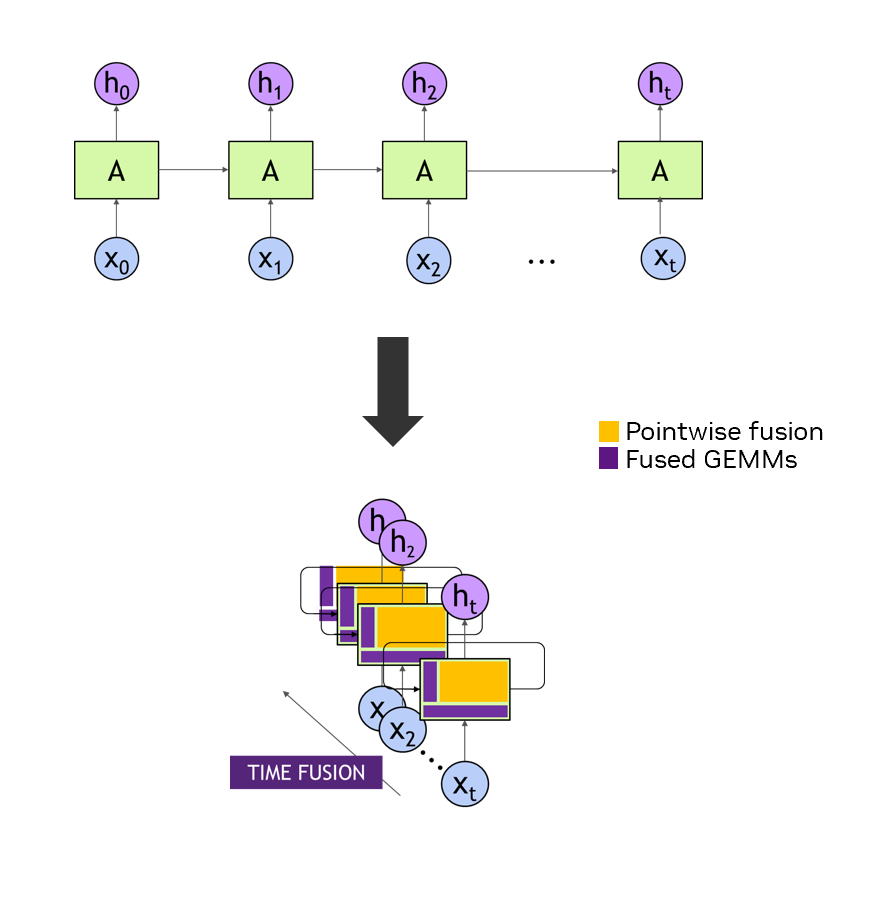 h0 h1 h2 ht
A A A A
x0 x1 x2 ... xt
Pointwise fusion
Fused GEMMs
h
h2
ht
x
x2
...
TIME FUSION
xt